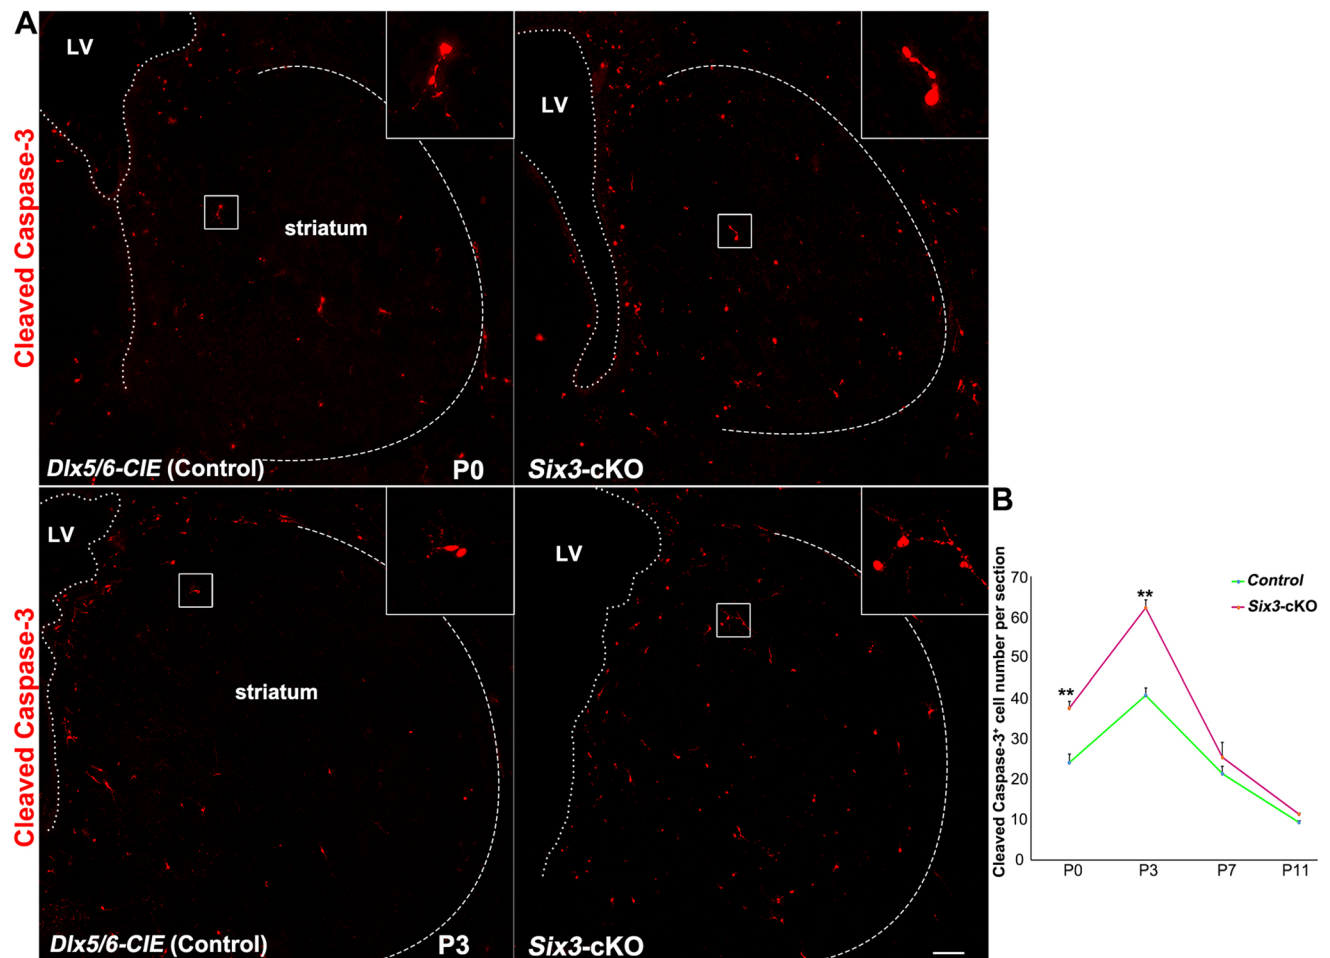 A
Cleaved Caspase-3
LV
striatum
Dlx5/6-CIE (Control)
P0
LV
Six3-cKO
Cleaved Caspase-3
LV
striatum
Dlx5/6-CIE (Control)
P3
LV
Six3-cKO
B
Cleaved Caspase-3⁺ cell number per section
70
60
50
40
30
20
10
0
**
**
Control
Six3-cKO
P0 P3 P7 P11